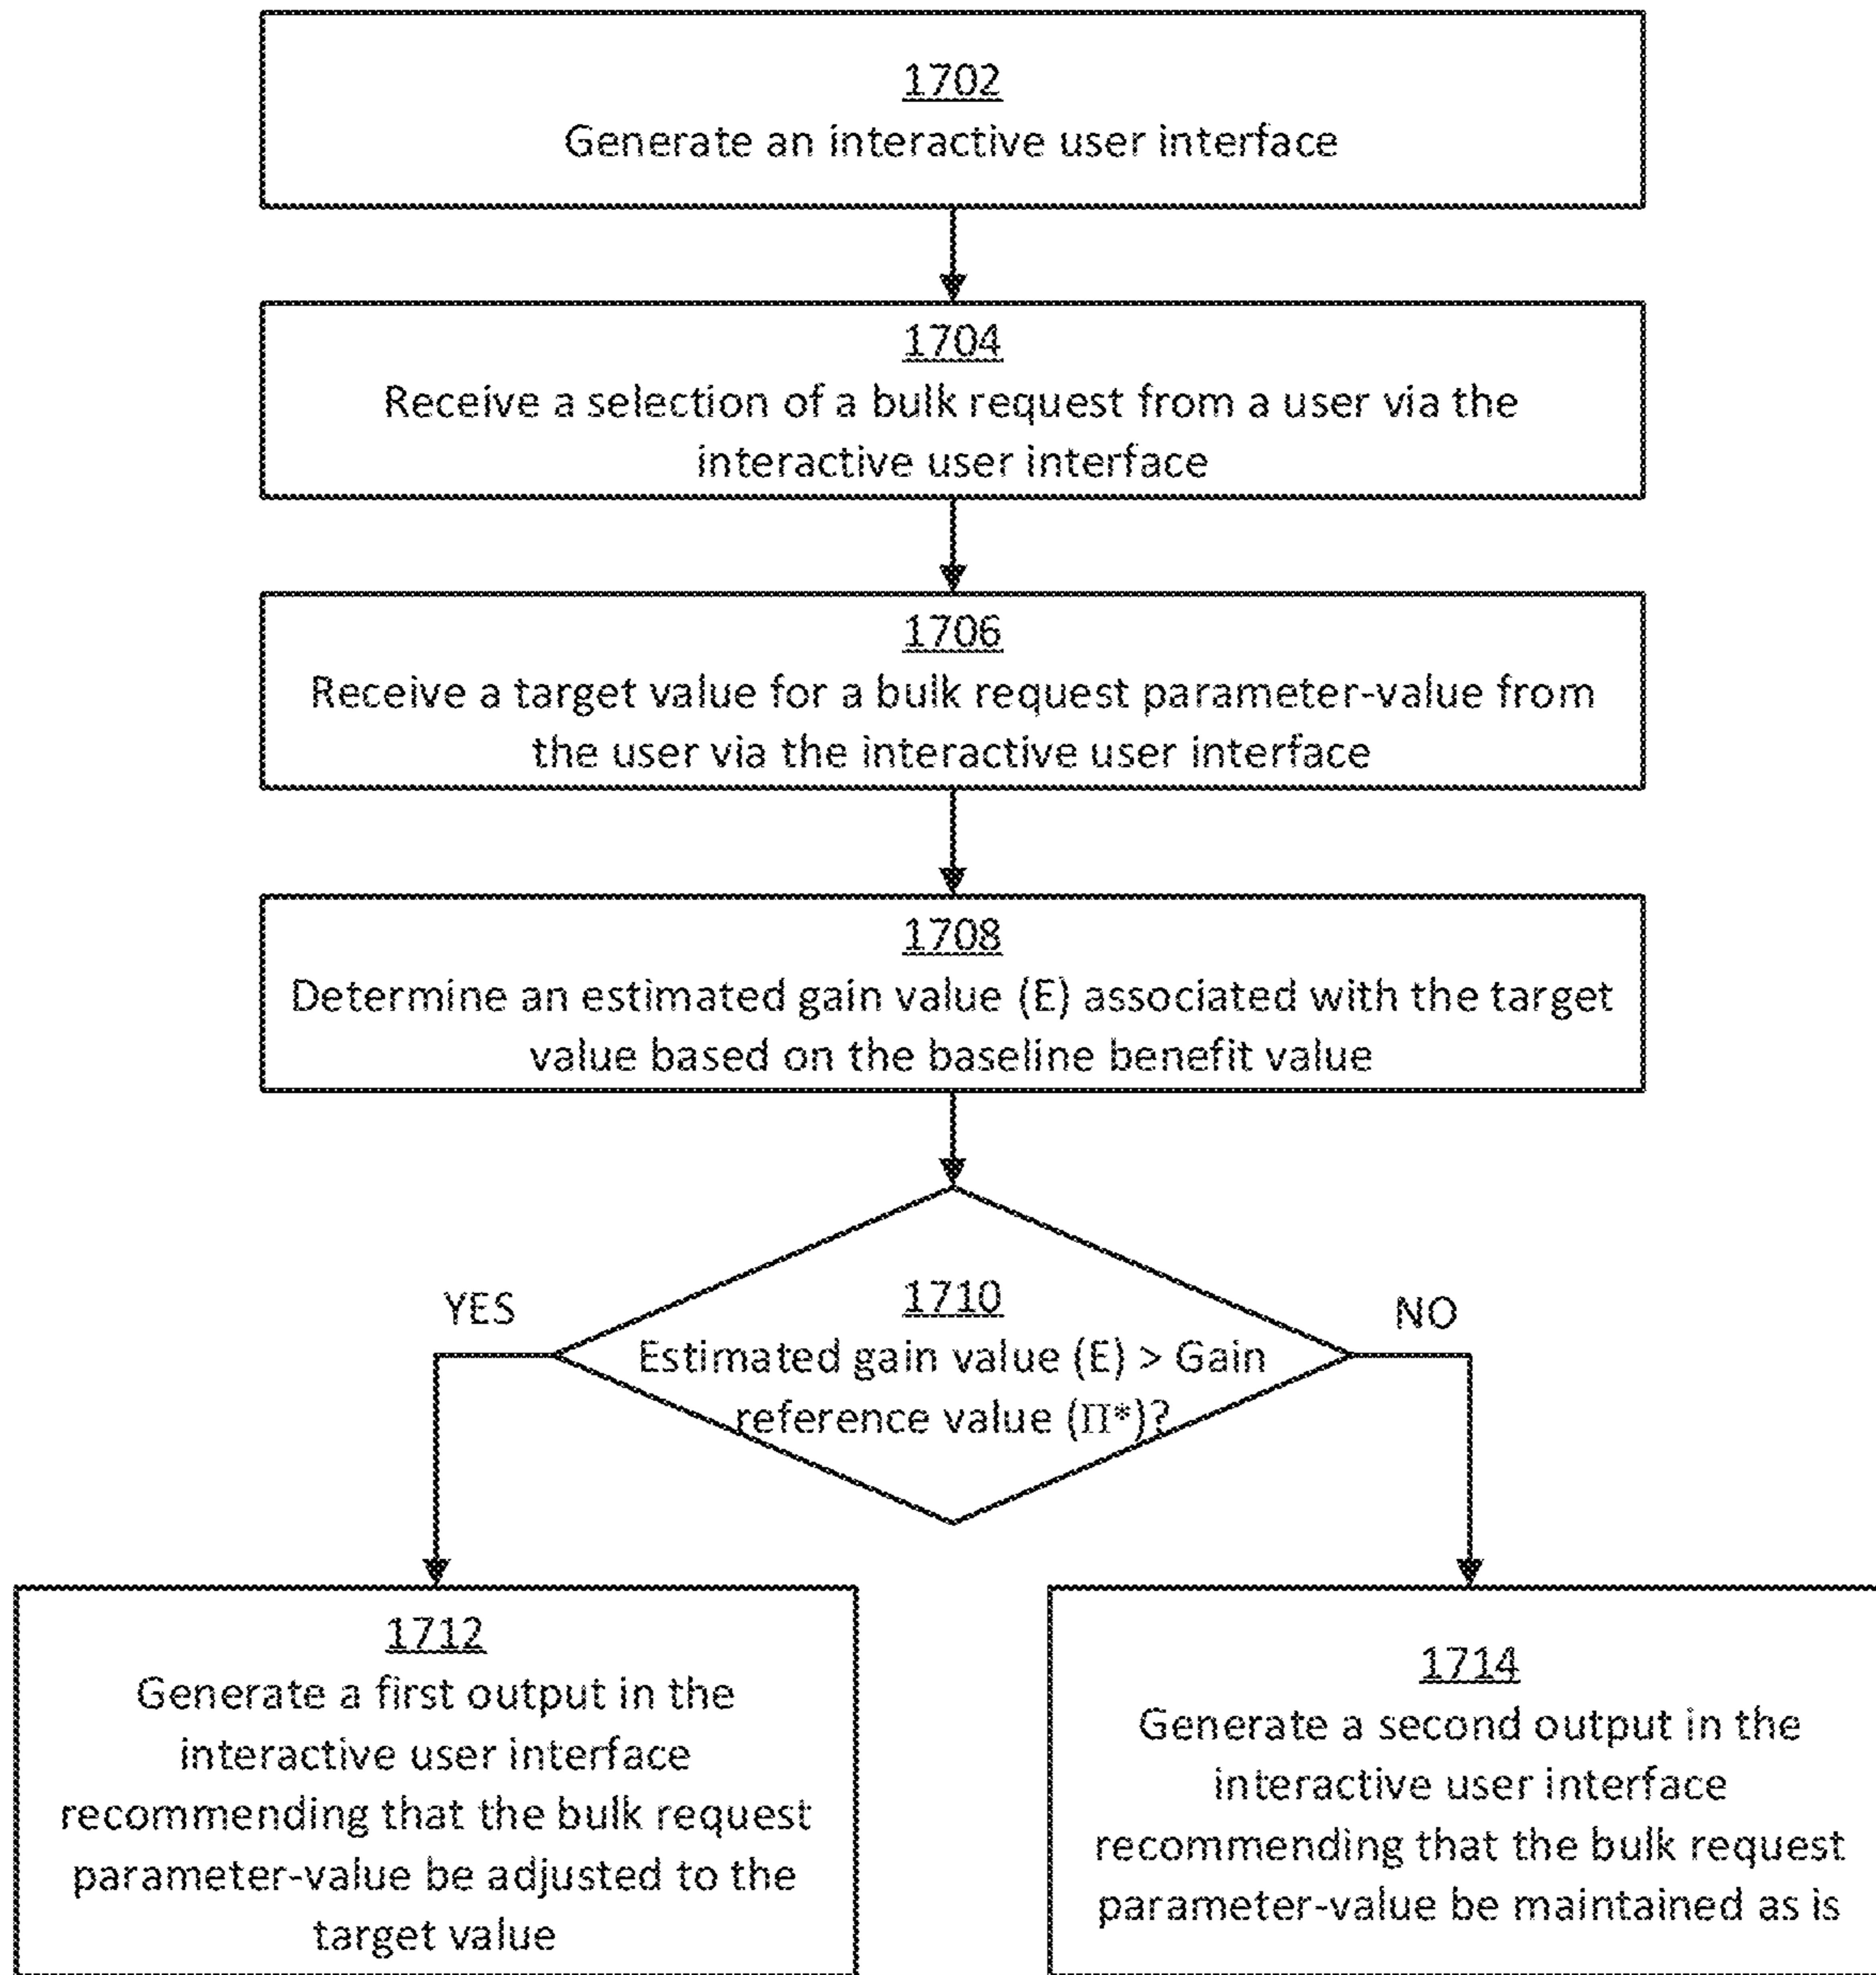 1702
Generate an interactive user interface
1704
Receive a selection of a bulk request from a user via the
interactive user interface
1706
Receive a target value for a bulk request parameter-value from
the user via the interactive user interface
1708
Determine an estimated gain value (E) associated with the target
value based on the baseline benefit value
1710
Estimated gain value (E) > Gain
reference value (Π*)?
YES
NO
1712
Generate a first output in the
interactive user interface
recommending that the bulk request
parameter-value be adjusted to the
target value
1714
Generate a second output in the
interactive user interface
recommending that the bulk request
parameter-value be maintained as is